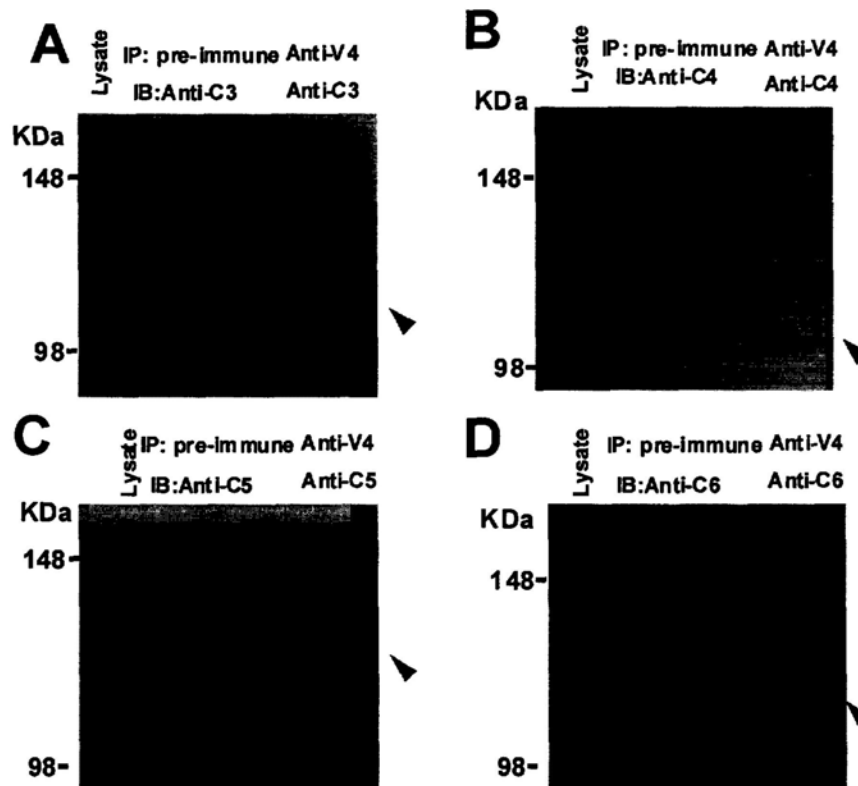 A
Lysate
IP: pre-immune Anti-V4
IB:Anti-C3 Anti-C3
KDa
148-
98-
B
Lysate
IP: pre-immune Anti-V4
IB:Anti-C4 Anti-C4
KDa
148-
98-
C
Lysate
IP: pre-immune Anti-V4
IB:Anti-C5 Anti-C5
KDa
148-
98-
D
Lysate
IP: pre-immune Anti-V4
IB:Anti-C6 Anti-C6
KDa
148-
98-